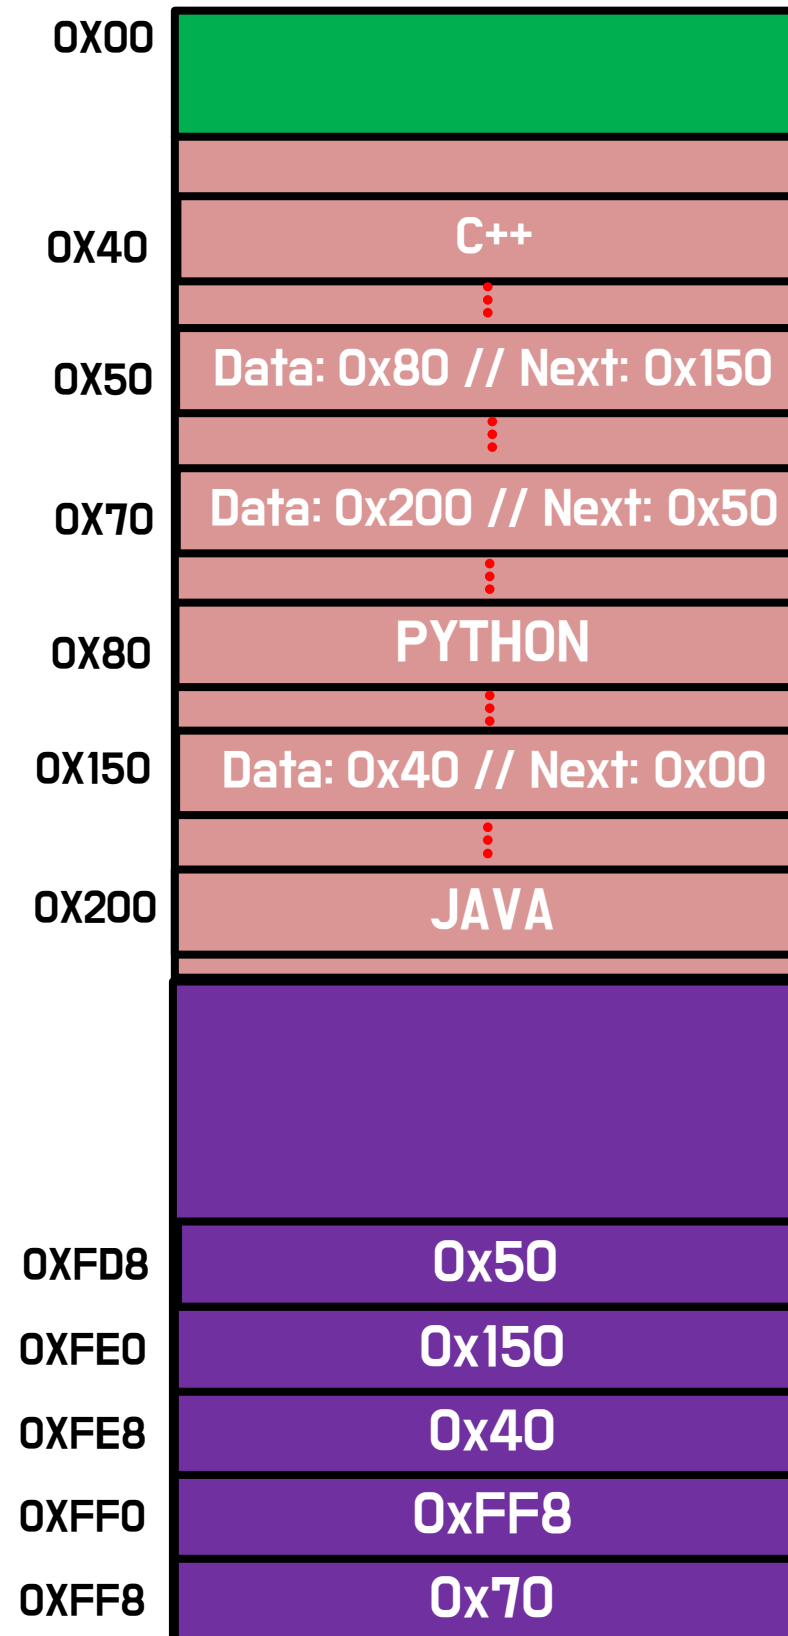 0X00
0X40 C++
0X50 Data: 0x80 // Next: 0x150
0X70 Data: 0x200 // Next: 0x50
0X80 PYTHON
0X150 Data: 0x40 // Next: 0x00
0X200 JAVA
0XFD8 0x50
0XFE0 0x150
0XFE8 0x40
0XFF0 0xFF8
0XFF8 0x70